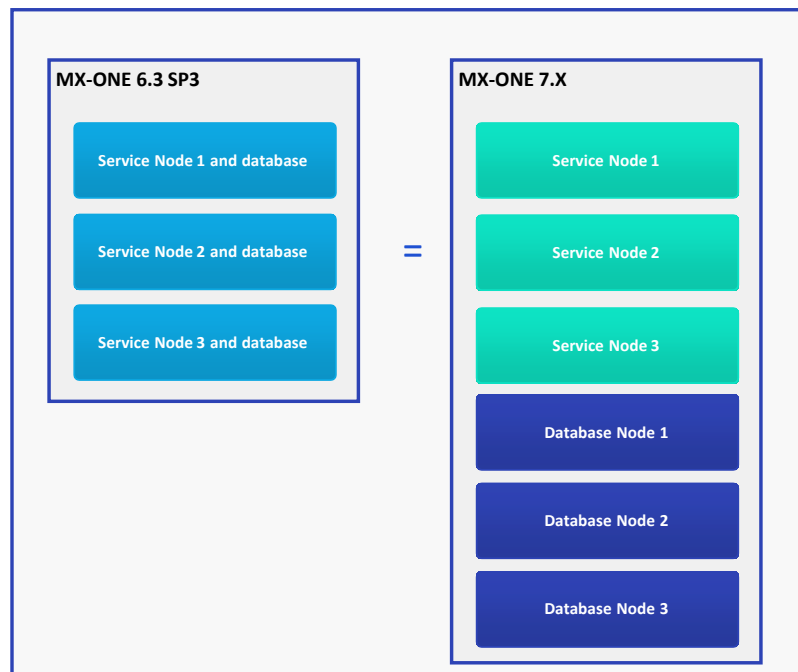 MX-ONE 6.3 SP3
Service Node 1 and database
Service Node 2 and database
Service Node 3 and database
=
MX-ONE 7.X
Service Node 1
Service Node 2
Service Node 3
Database Node 1
Database Node 2
Database Node 3